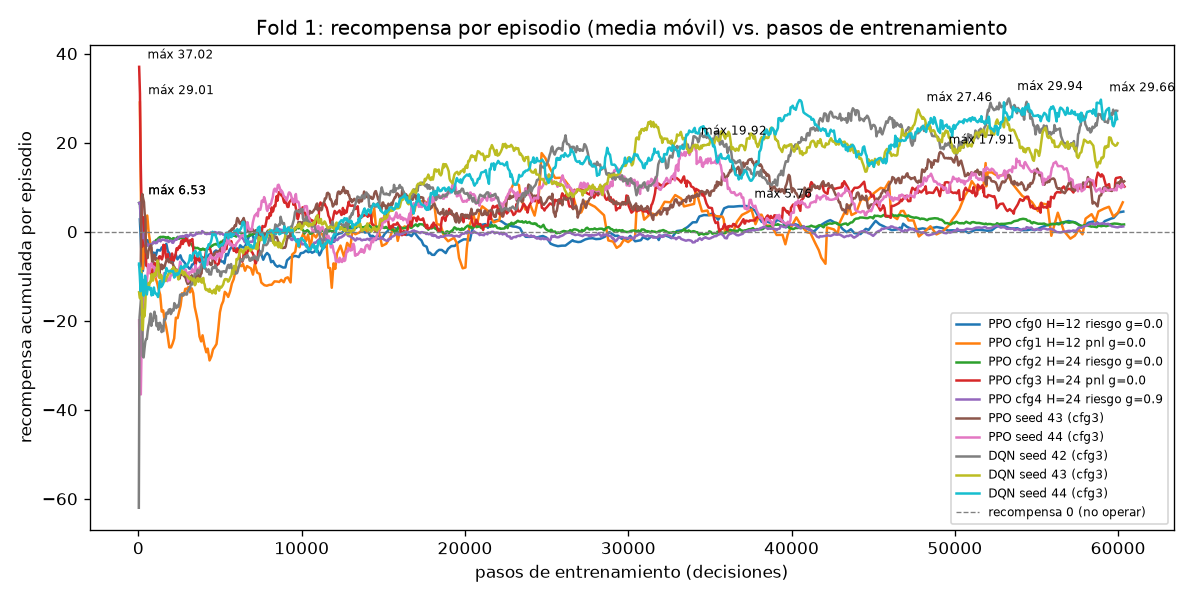 Fold 1: recompensa por episodio (media móvil) vs. pasos de entrenamiento
recompensa acumulada por episodio
40
20
0
−20
−40
−60
máx 37.02
máx 29.01
máx 6.53
máx 19.92
máx 5.76
máx 27.46
máx 17.91
máx 29.94
máx 29.66
PPO cfg0 H=12 riesgo g=0.0
PPO cfg1 H=12 pnl g=0.0
PPO cfg2 H=24 riesgo g=0.0
PPO cfg3 H=24 pnl g=0.0
PPO cfg4 H=24 riesgo g=0.9
PPO seed 43 (cfg3)
PPO seed 44 (cfg3)
DQN seed 42 (cfg3)
DQN seed 43 (cfg3)
DQN seed 44 (cfg3)
recompensa 0 (no operar)
0
10000
20000
30000
40000
50000
60000
pasos de entrenamiento (decisiones)